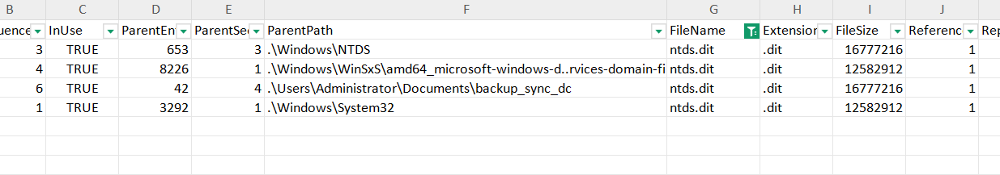 B C D E F G H I J
uence InUse ParentEn ParentSe ParentPath FileName Extension FileSize Referenc Rep
3 TRUE 653 3 .\Windows\NTDS ntds.dit .dit 16777216 1
4 TRUE 8226 1 .\Windows\WinSxS\amd64_microsoft-windows-d..rvices-domain-fi ntds.dit .dit 12582912 1
6 TRUE 42 4 .\Users\Administrator\Documents\backup_sync_dc ntds.dit .dit 16777216 1
1 TRUE 3292 1 .\Windows\System32 ntds.dit .dit 12582912 1